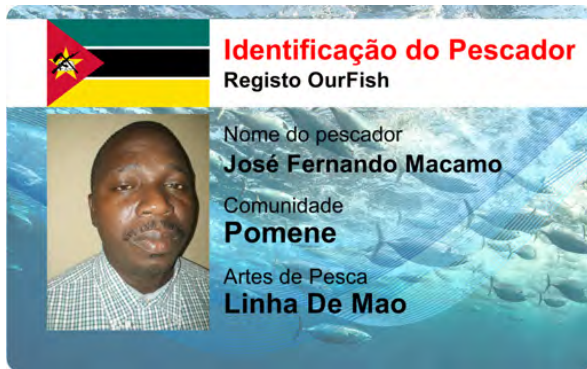 Identificação do Pescador
Registo OurFish
Nome do pescador
José Fernando Macamo
Comunidade
Pomene
Artes de Pesca
Linha De Mao